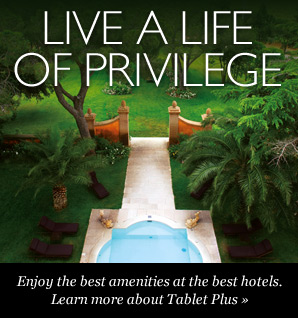 LIVE A LIFE
OF PRIVILEGE
Enjoy the best amenities at the best hotels.
Learn more about Tablet Plus »